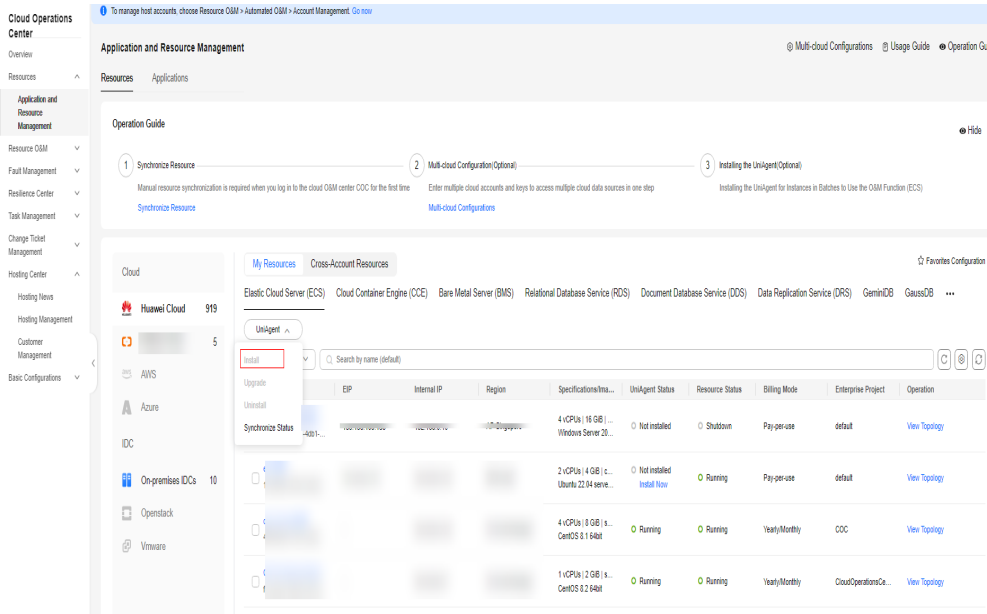 Cloud Operations
Center
Overview
Resources
Application and
Resource
Management
Resource O&M
Fault Management
Resilience Center
Task Management
Change Ticket
Management
Hosting Center
Hosting News
Hosting Management
Customer
Management
Basic Configurations
To manage host accounts, choose Resource O&M > Automated O&M > Account Management. Go now
Application and Resource Management
Multi-cloud Configurations Usage Guide Operation Gu
Resources Applications
Operation Guide
Hide
1 Synchronize Resource
Manual resource synchronization is required when you log in to the cloud O&M center COC for the first time
Synchronize Resource
2 Multi-cloud Configuration(Optional)
Enter multiple cloud accounts and keys to access multiple cloud data sources in one step
Multi-cloud Configurations
3 Installing the UniAgent(Optional)
Installing the UniAgent for Instances in Batches to Use the O&M Function (ECS)
Cloud
Huawei Cloud 919
5
AWS
Azure
IDC
On-premises IDCs 10
Openstack
Vmware
My Resources Cross-Account Resources
Favorites Configuration
Elastic Cloud Server (ECS) Cloud Container Engine (CCE) Bare Metal Server (BMS) Relational Database Service (RDS) Document Database Service (DDS) Data Replication Service (DRS) GeminiDB GaussDB
UniAgent
Search by name (default)
Install
Upgrade
Uninstall
Synchronize Status
EIP Internal IP Region Specifications/Ima... UniAgent Status Resource Status Billing Mode Enterprise Project Operation
-4db1-...
4 vCPUs | 16 GiB | ...
Windows Server 20...
Not installed Shutdown Pay-per-use default View Topology
2 vCPUs | 4 GiB | c...
Ubuntu 22.04 serve...
Not installed
Install Now
Running Pay-per-use default View Topology
4 vCPUs | 8 GiB | s...
CentOS 8.1 64bit
Running Running Yearly/Monthly COC View Topology
1 vCPUs | 2 GiB | s...
CentOS 8.2 64bit
Running Running Yearly/Monthly CloudOperationsCe... View Topology